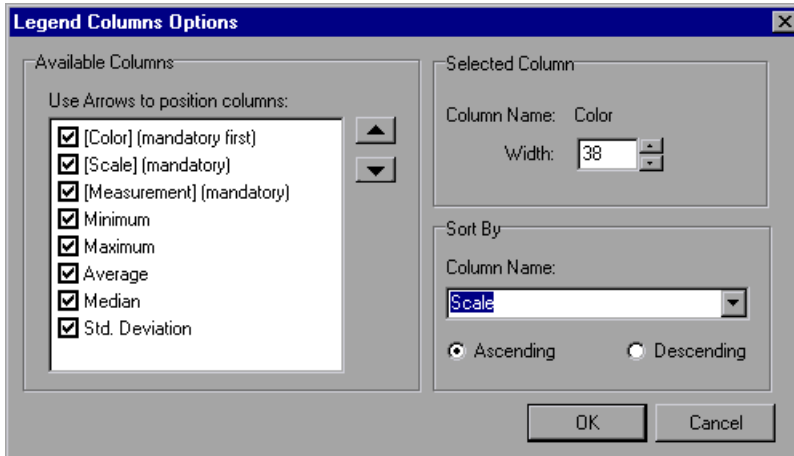 Legend Columns Options
Available Columns
Use Arrows to position columns:
[Color] (mandatory first)
[Scale] (mandatory)
[Measurement] (mandatory)
Minimum
Maximum
Average
Median
Std. Deviation
Selected Column
Column Name: Color
Width: 38
Sort By
Column Name:
Scale
Ascending Descending
OK Cancel